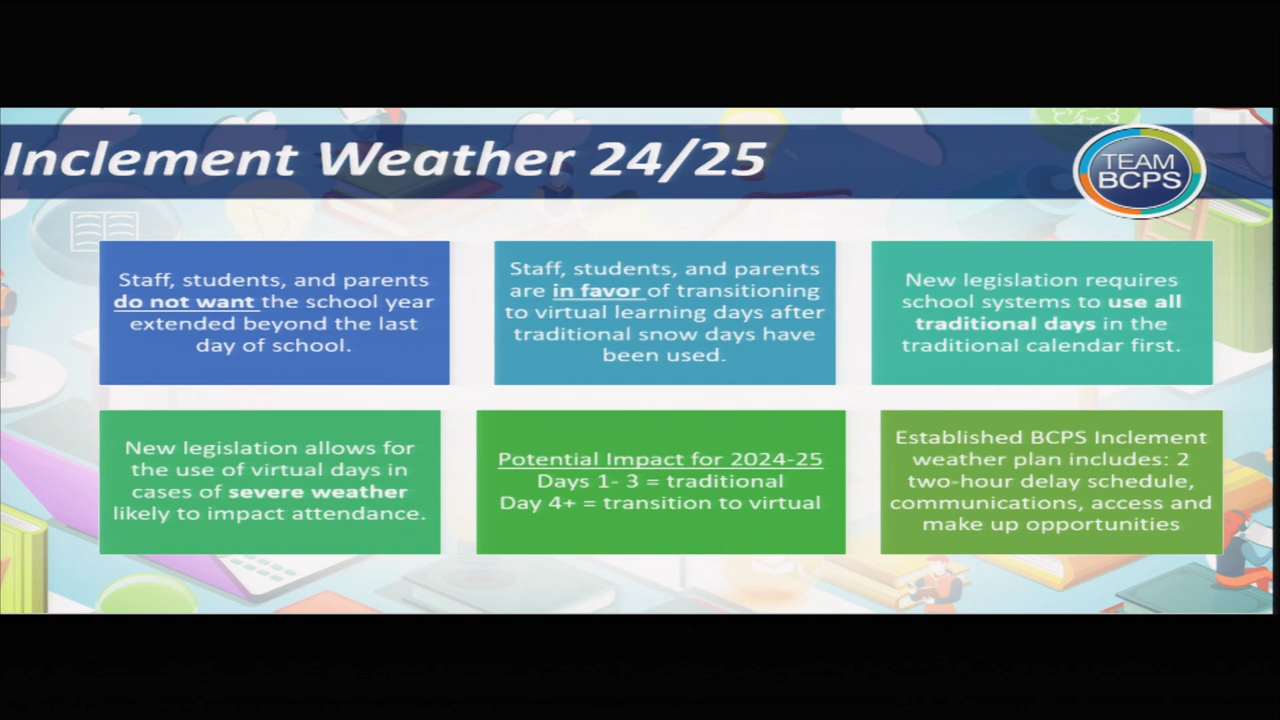 Inclement Weather 24/25
TEAM
BCPS
Staff, students, and parents
do not want the school year
extended beyond the last
day of school.
Staff, students, and parents
are in favor of transitioning
to virtual learning days after
traditional snow days have
been used.
New legislation requires
school systems to use all
traditional days in the
traditional calendar first.
New legislation allows for
the use of virtual days in
cases of severe weather
likely to impact attendance.
Potential Impact for 2024-25
Days 1- 3 = traditional
Day 4+ = transition to virtual
Established BCPS Inclement
weather plan includes: 2
two-hour delay schedule,
communications, access and
make up opportunities